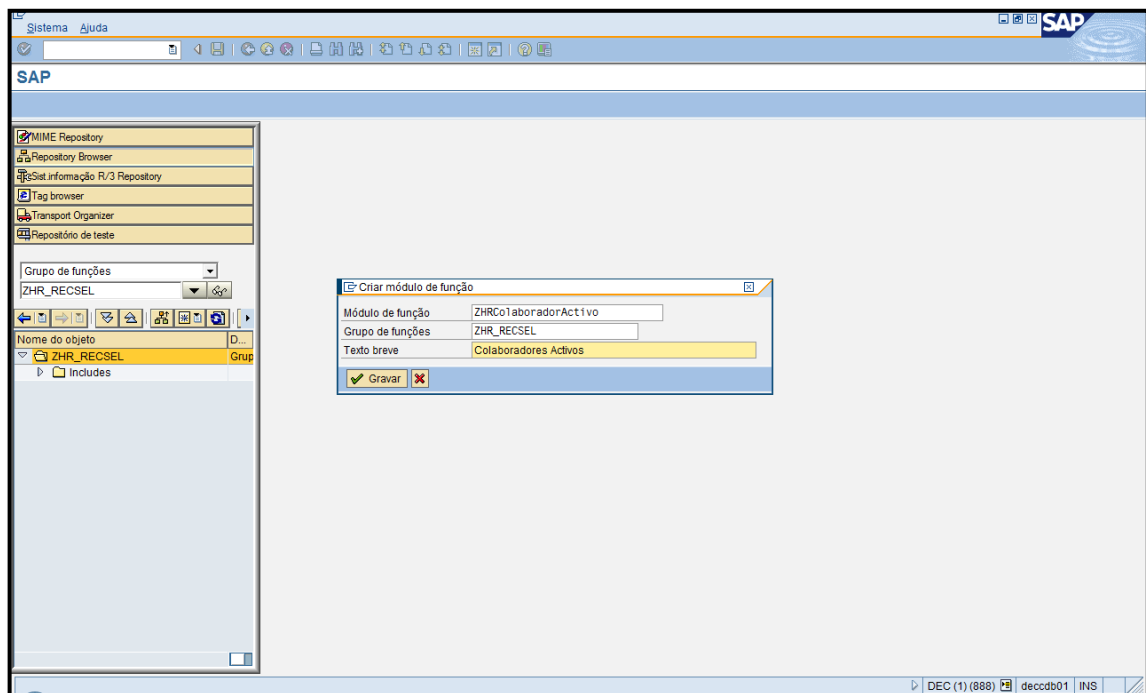 Sistema Ajuda
SAP
SAP
MIME Repository
Repository Browser
Sist.informação R/3 Repository
Tag browser
Transport Organizer
Repositório de teste
Grupo de funções
ZHR_RECSEL
Nome do objeto D...
ZHR_RECSEL Grup
Includes
Criar módulo de função
Módulo de função ZHRColaboradorActivo
Grupo de funções ZHR_RECSEL
Texto breve Colaboradores Activos
Gravar
DEC (1) (888) deccdb01 INS